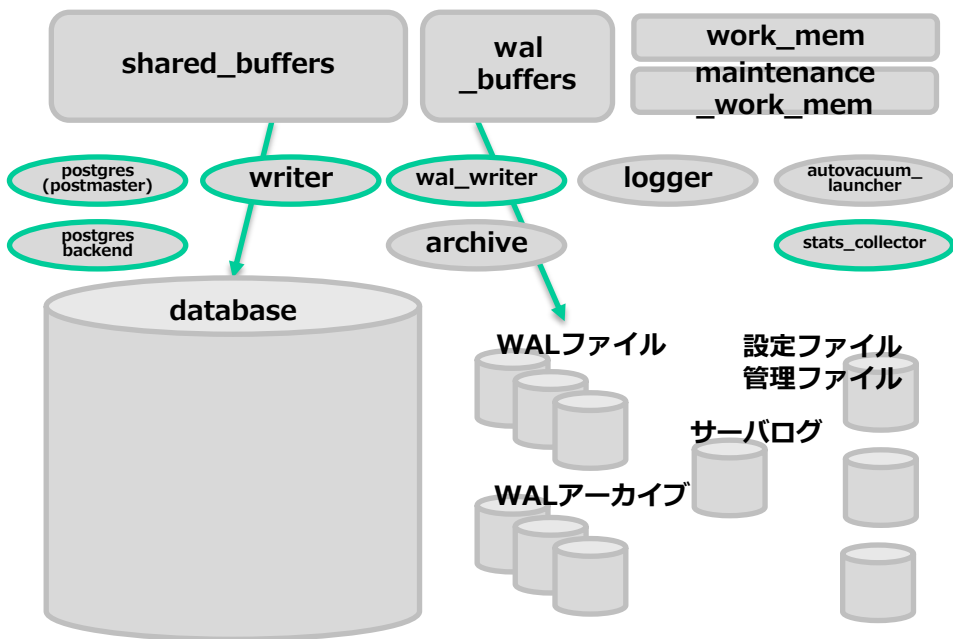 shared_buffers
wal
_buffers
work_mem
maintenance
_work_mem
postgres
(postmaster)
writer
wal_writer
logger
autovacuum_
launcher
postgres
backend
archive
stats_collector
database
WALファイル
設定ファイル
管理ファイル
サーバログ
WALアーカイブ